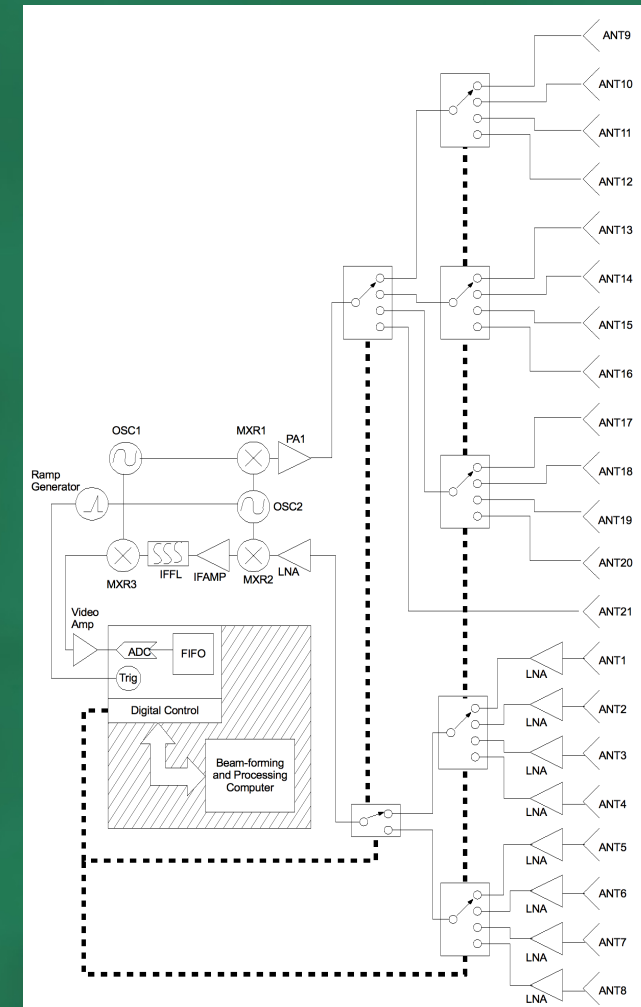 ANT9
ANT10
ANT11
ANT12
ANT13
ANT14
ANT15
ANT16
OSC1
MXR1
PA1
ANT17
Ramp
Generator
ANT18
OSC2
ANT19
MXR3
IFFL
IFAMP
MXR2
LNA
ANT20
Video
Amp
ANT21
ADC
FIFO
ANT1
LNA
Trig
Digital Control
ANT2
LNA
Beam-forming
and Processing
Computer
ANT3
LNA
ANT4
LNA
ANT5
LNA
ANT6
LNA
ANT7
LNA
ANT8
LNA